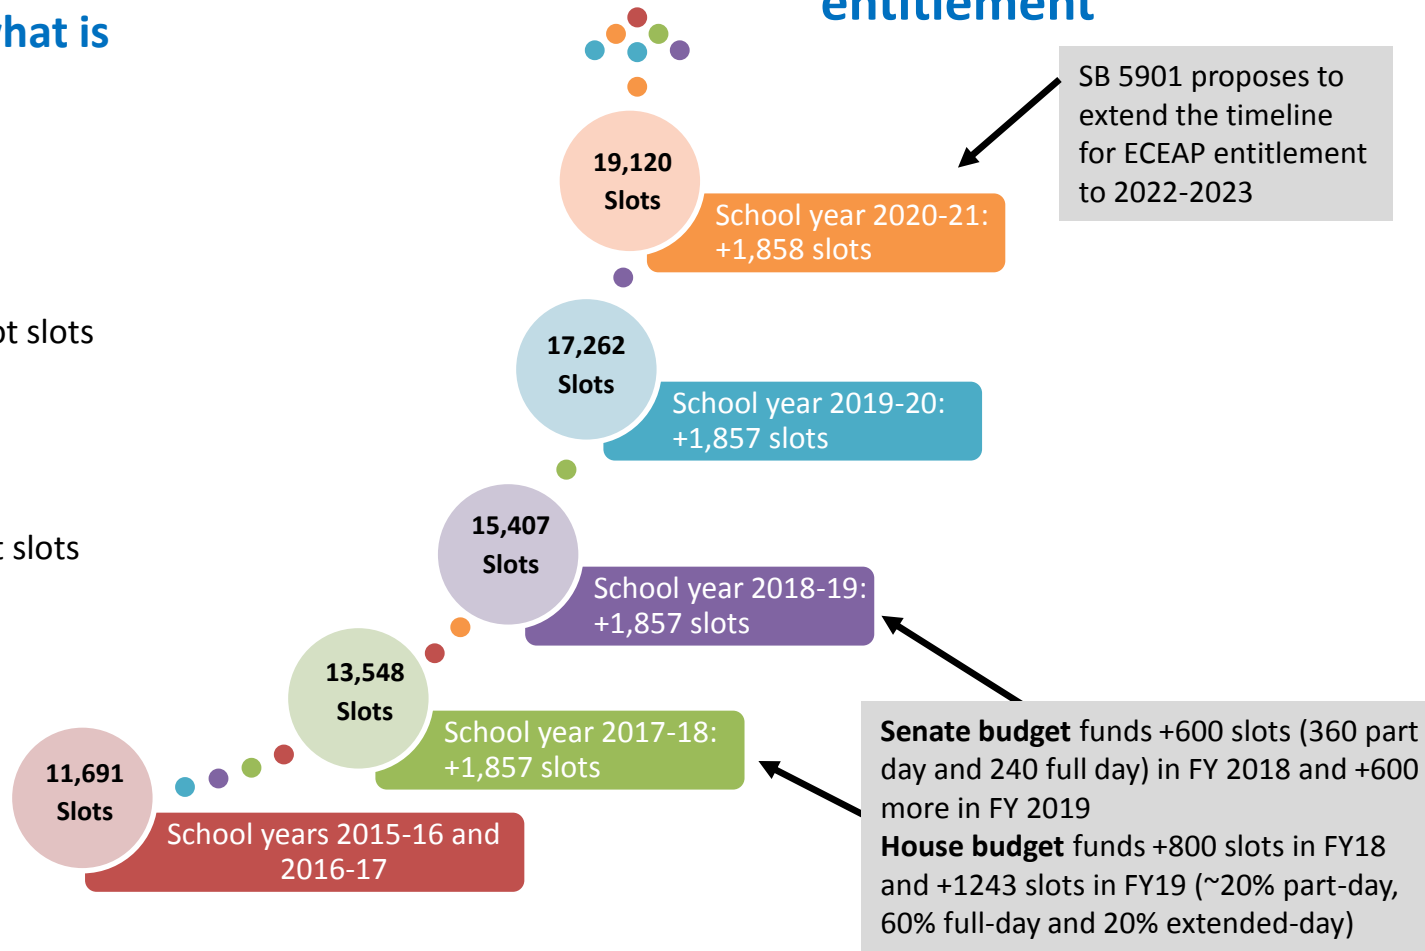 what is
entitlement
SB 5901 proposes to
extend the timeline
for ECEAP entitlement
to 2022-2023
19,120
Slots
School year 2020-21:
+1,858 slots
ot slots
17,262
Slots
School year 2019-20:
+1,857 slots
t slots
15,407
Slots
School year 2018-19:
+1,857 slots
13,548
Slots
School year 2017-18:
+1,857 slots
11,691
Slots
School years 2015-16 and
2016-17
Senate budget funds +600 slots (360 part
day and 240 full day) in FY 2018 and +600
more in FY 2019
House budget funds +800 slots in FY18
and +1243 slots in FY19 (~20% part-day,
60% full-day and 20% extended-day)